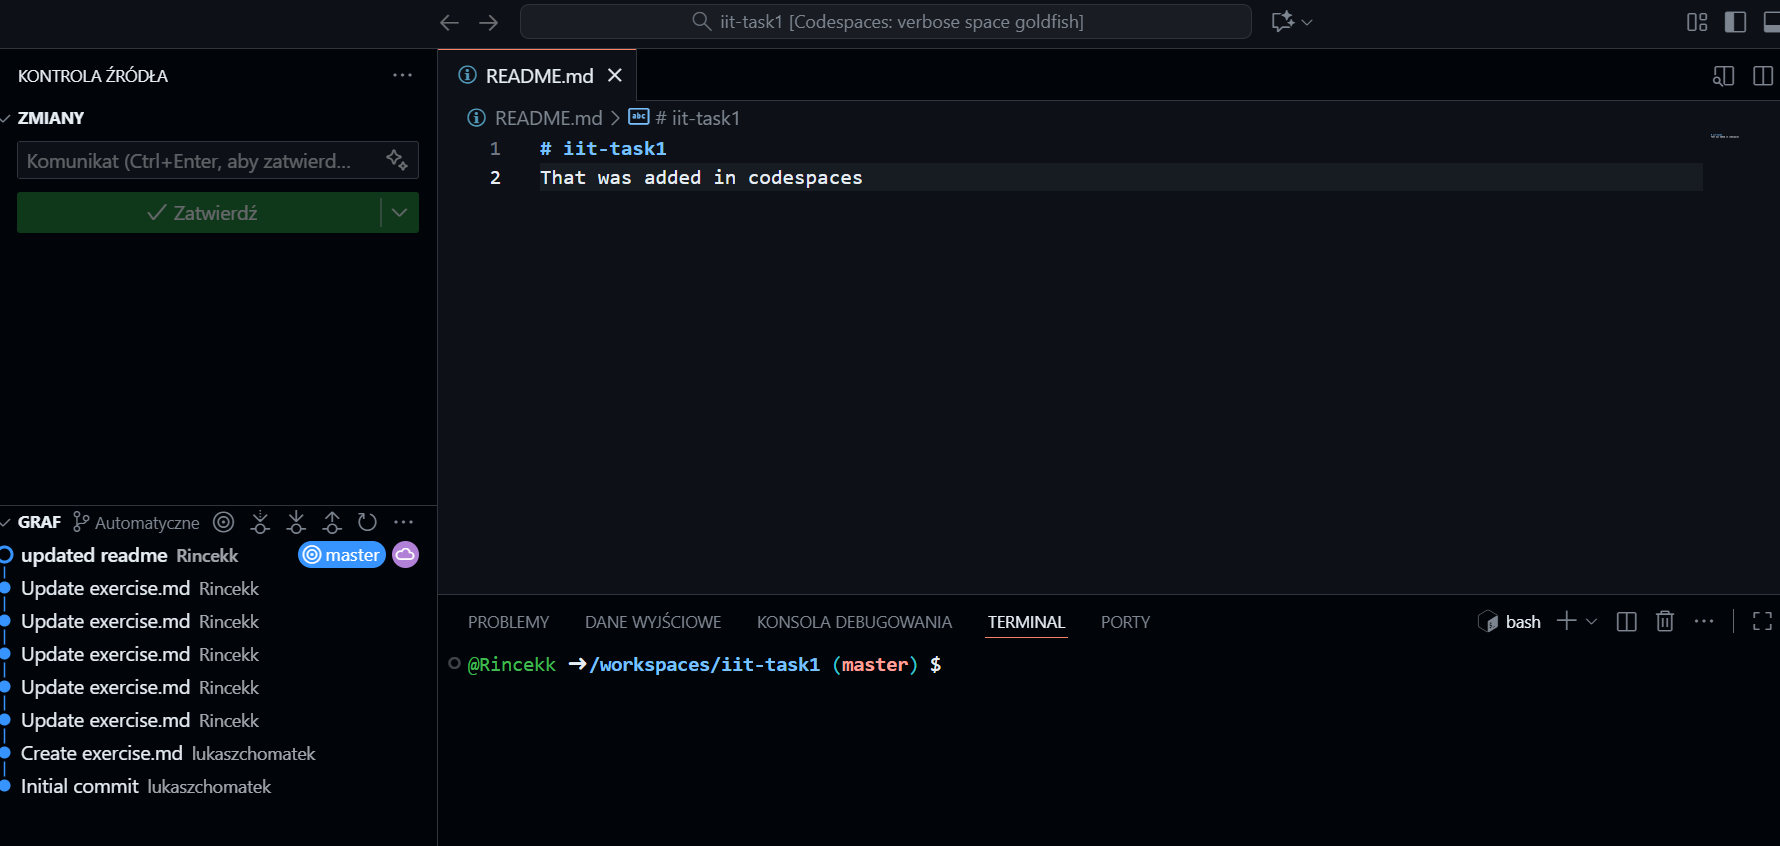 iit-task1 [Codespaces: verbose space goldfish]
KONTROLA ŹRÓDŁA
ZMIANY
Komunikat (Ctrl+Enter, aby zatwierd...
Zatwierdź
GRAF Automatyczne
updated readme Rincekk master
Update exercise.md Rincekk
Update exercise.md Rincekk
Update exercise.md Rincekk
Update exercise.md Rincekk
Update exercise.md Rincekk
Create exercise.md lukaszchomatek
Initial commit lukaszchomatek
README.md
README.md > # iit-task1
1 # iit-task1
2 That was added in codespaces
PROBLEMY DANE WYJŚCIOWE KONSOLA DEBUGOWANIA TERMINAL PORTY
bash
@Rincekk ➜/workspaces/iit-task1 (master) $